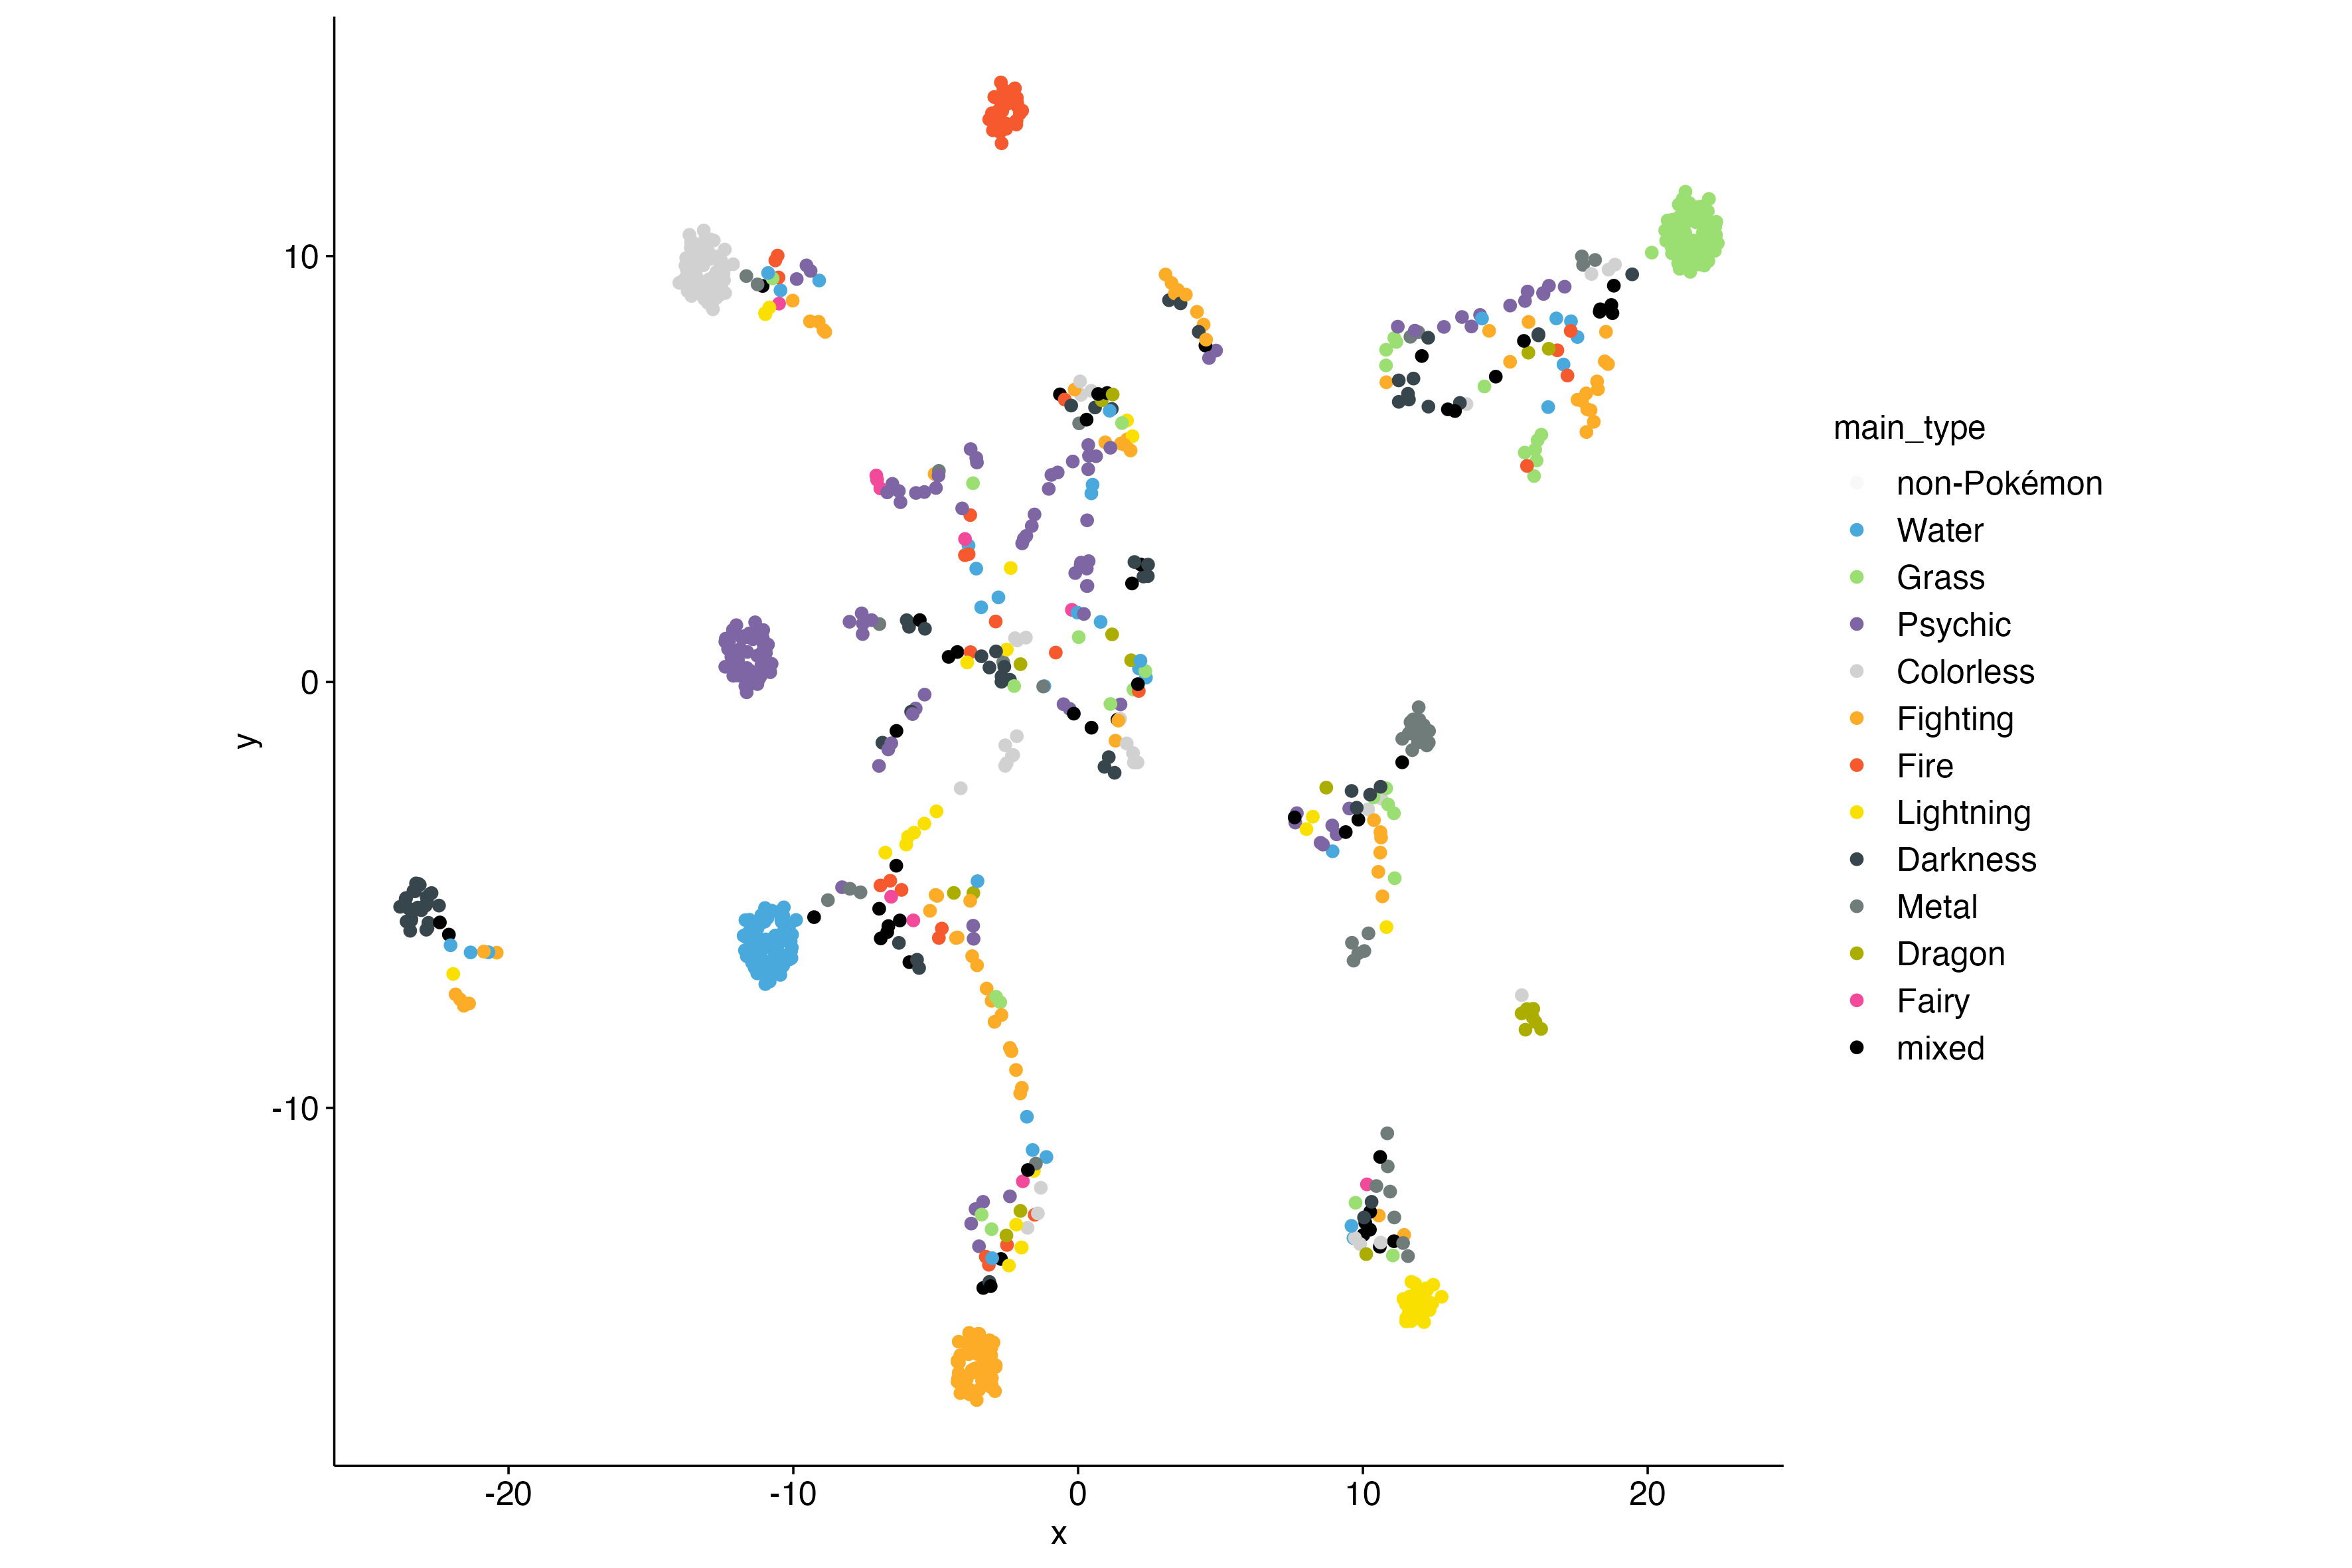 10
0
-10
y
-20
-10
0
10
20
x
main_type
non-Pokémon
Water
Grass
Psychic
Colorless
Fighting
Fire
Lightning
Darkness
Metal
Dragon
Fairy
mixed